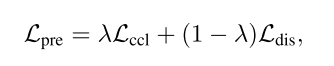 ℒ_pre = λℒ_ccl + (1 − λ)ℒ_dis,